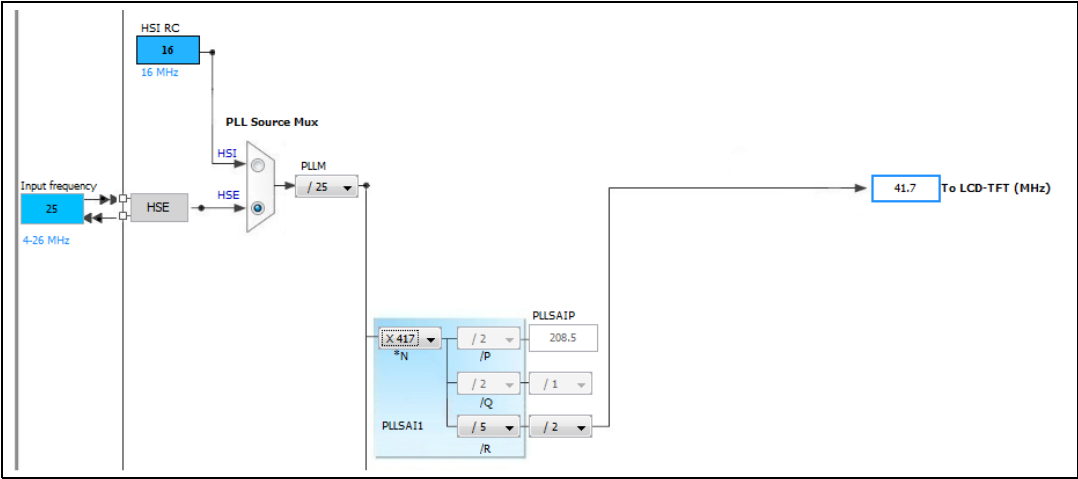 HSI RC
16
16 MHz
PLL Source Mux
HSI
PLLM
/ 25
Input frequency
25
HSE
HSE
4-26 MHz
41.7
To LCD-TFT (MHz)
PLLSAIP
X 417
/ 2
208.5
*N
/P
/ 2
/ 1
/Q
PLLSAI1
/ 5
/ 2
/R